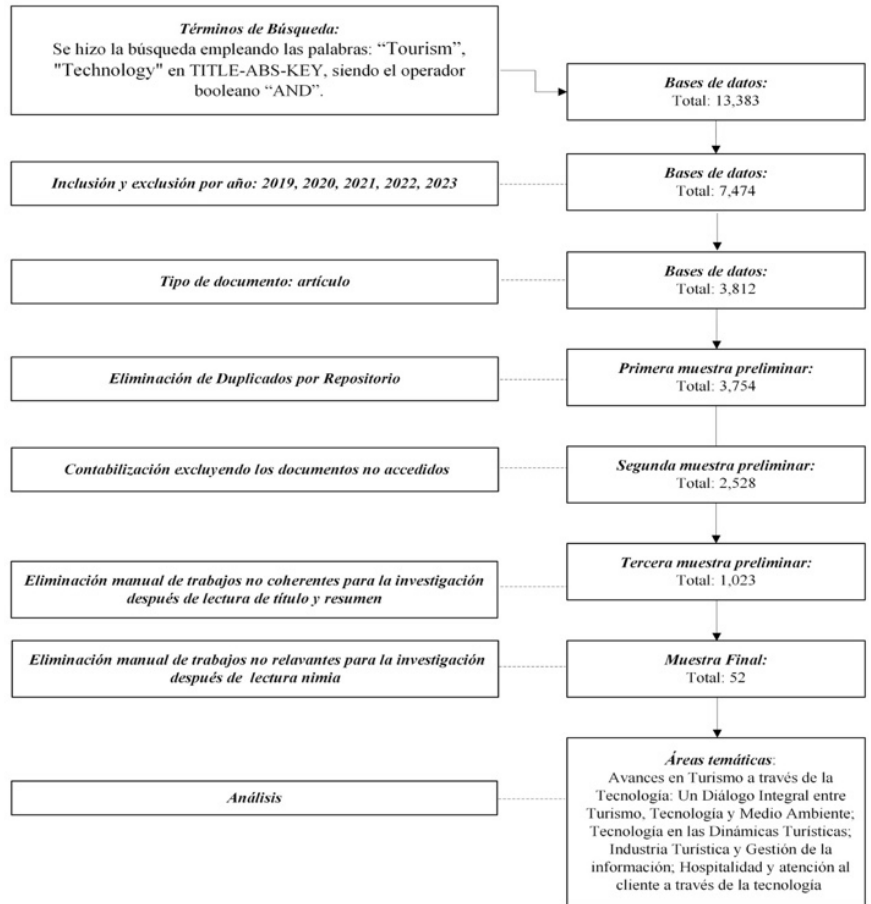 Términos de Búsqueda:
Se hizo la búsqueda empleando las palabras: “Tourism”,
"Technology" en TITLE-ABS-KEY, siendo el operador
booleano “AND”.
Bases de datos:
Total: 13,383
Inclusión y exclusión por año: 2019, 2020, 2021, 2022, 2023
Bases de datos:
Total: 7,474
Tipo de documento: artículo
Bases de datos:
Total: 3,812
Eliminación de Duplicados por Repositorio
Primera muestra preliminar:
Total: 3,754
Contabilización excluyendo los documentos no accedidos
Segunda muestra preliminar:
Total: 2,528
Eliminación manual de trabajos no coherentes para la investigación
después de lectura de título y resumen
Tercera muestra preliminar:
Total: 1,023
Eliminación manual de trabajos no relavantes para la investigación
después de lectura nimia
Muestra Final:
Total: 52
Análisis
Áreas temáticas:
Avances en Turismo a través de la
Tecnología: Un Diálogo Integral entre
Turismo, Tecnología y Medio Ambiente;
Tecnología en las Dinámicas Turísticas;
Industria Turística y Gestión de la
información; Hospitalidad y atención al
cliente a través de la tecnología